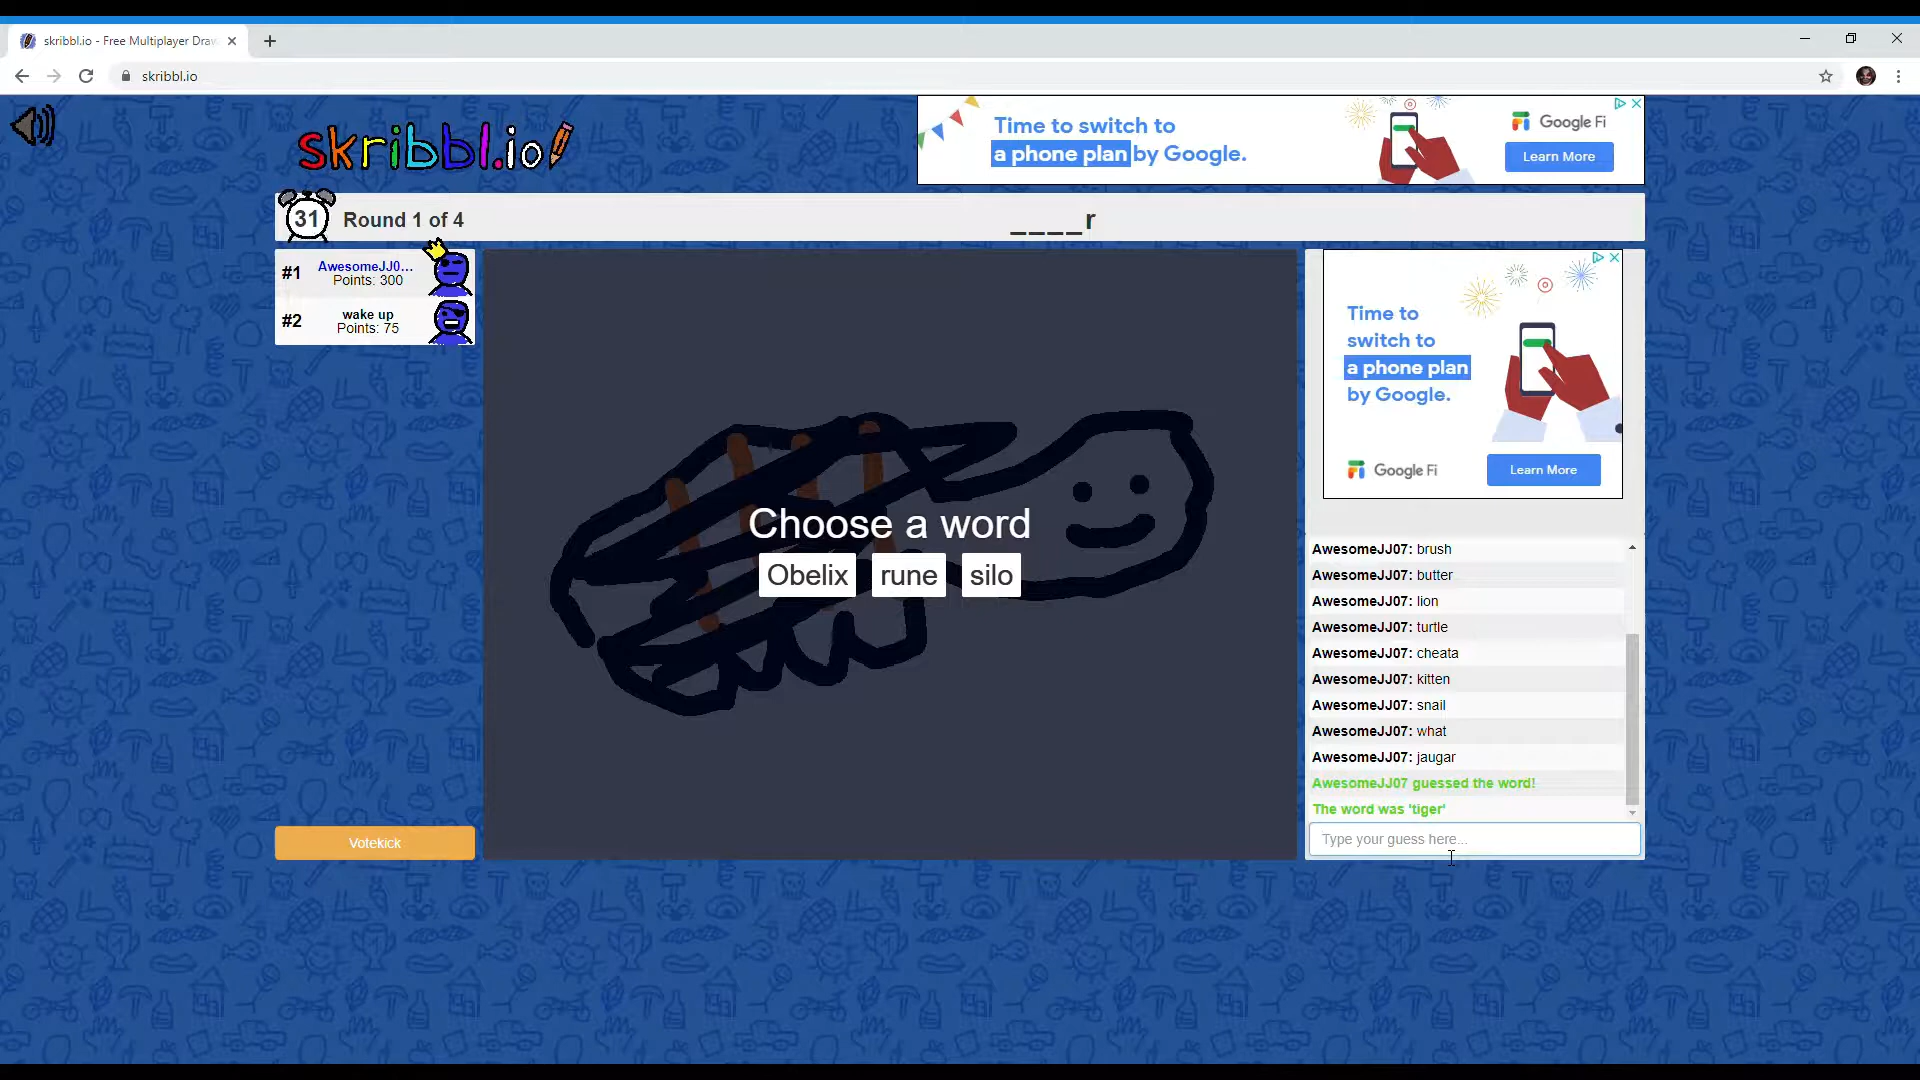 skribbl.io - Free Multiplayer Draw
skribbl.io
skribbl.io
Time to switch to
a phone plan by Google.
Google Fi
Learn More
31
Round 1 of 4
____r
#1
AwesomeJJ0...
Points: 300
#2
wake up
Points: 75
Choose a word
Obelix
rune
silo
Time to
switch to
a phone plan
by Google.
Google Fi
Learn More
AwesomeJJ07: brush
AwesomeJJ07: butter
AwesomeJJ07: lion
AwesomeJJ07: turtle
AwesomeJJ07: cheata
AwesomeJJ07: kitten
AwesomeJJ07: snail
AwesomeJJ07: what
AwesomeJJ07: jaugar
AwesomeJJ07 guessed the word!
The word was 'tiger'
Type your guess here...
Votekick